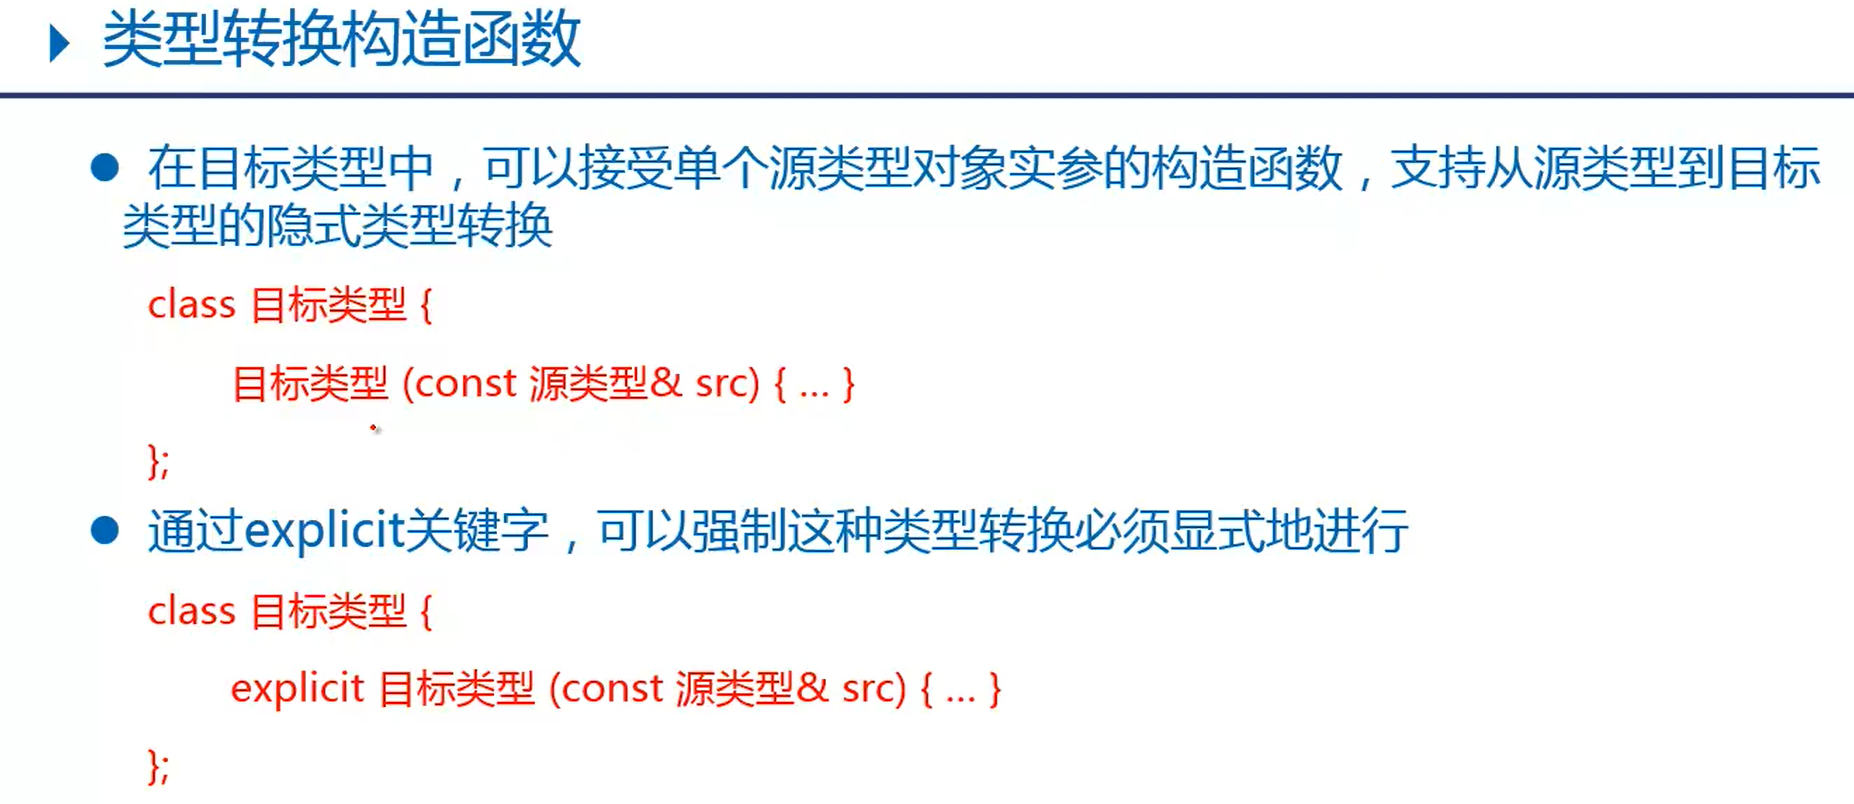 类型转换构造函数
在目标类型中，可以接受单个源类型对象实参的构造函数，支持从源类型到目标
类型的隐式类型转换
class 目标类型 {
目标类型 (const 源类型& src) { ... }
};
通过explicit关键字，可以强制这种类型转换必须显式地进行
class 目标类型 {
explicit 目标类型 (const 源类型& src) { ... }
};